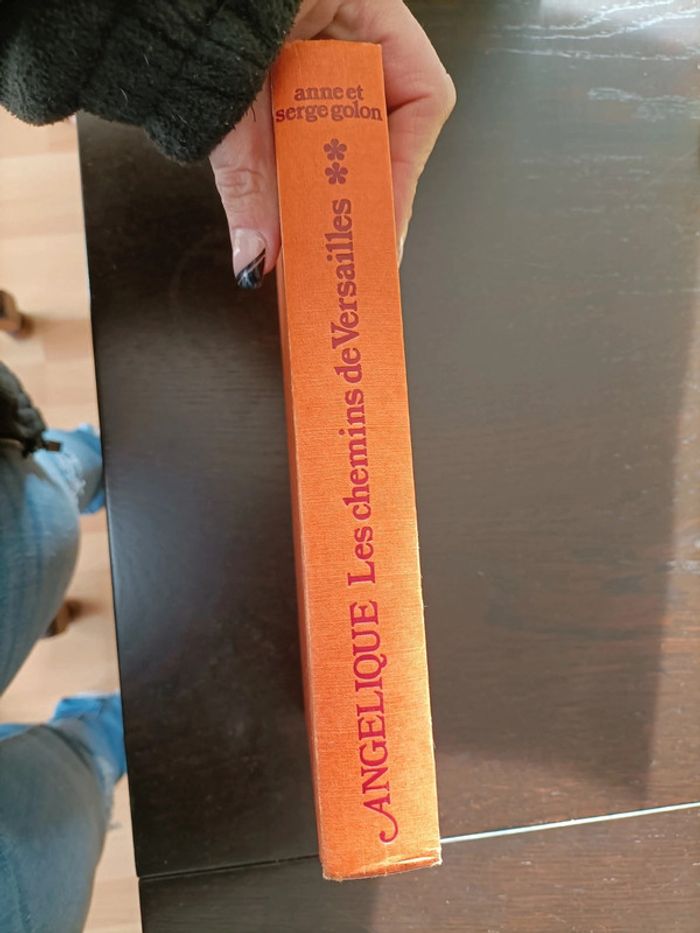 anne et
serge golon
ANGELIQUE Les chemins de Versailles